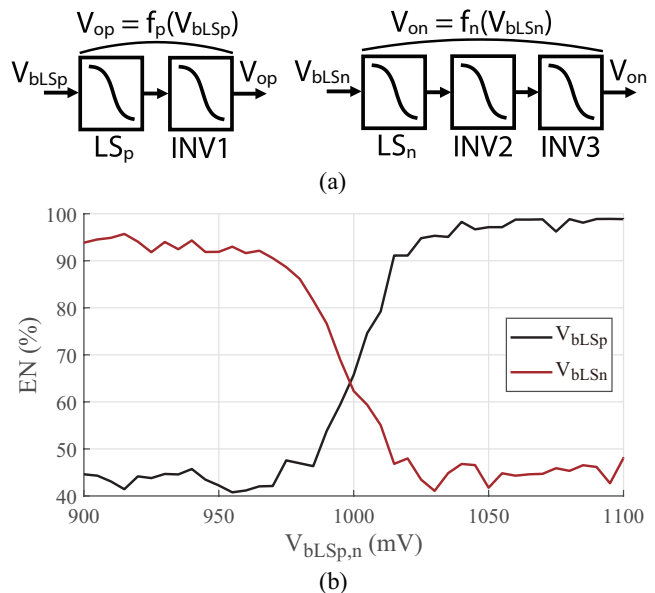 V_op = f_p(V_bLSp)
V_on = f_n(V_bLSn)
V_bLSp
V_op
V_bLSn
V_on
LS_p
INV1
LS_n
INV2
INV3
(a)
100
90
80
70
60
50
40
EN (%)
V_bLSp
V_bLSn
900
950
1000
1050
1100
V_bLSp,n (mV)
(b)